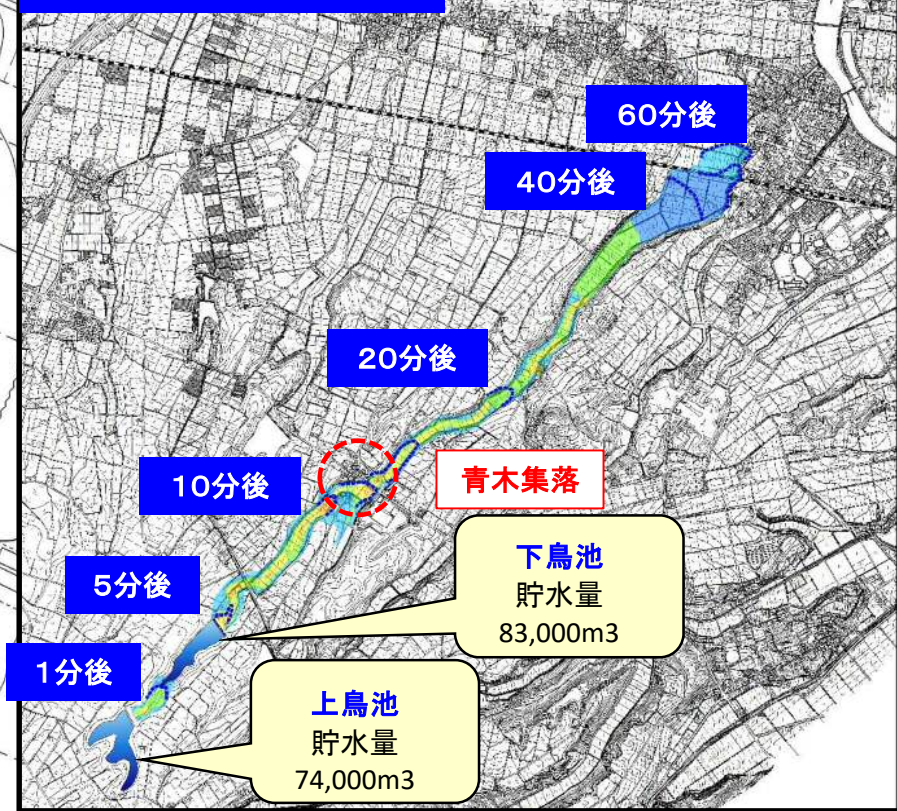 60分後
40分後
20分後
10分後
青木集落
5分後
下鳥池
貯水量
83,000m3
1分後
上鳥池
貯水量
74,000m3